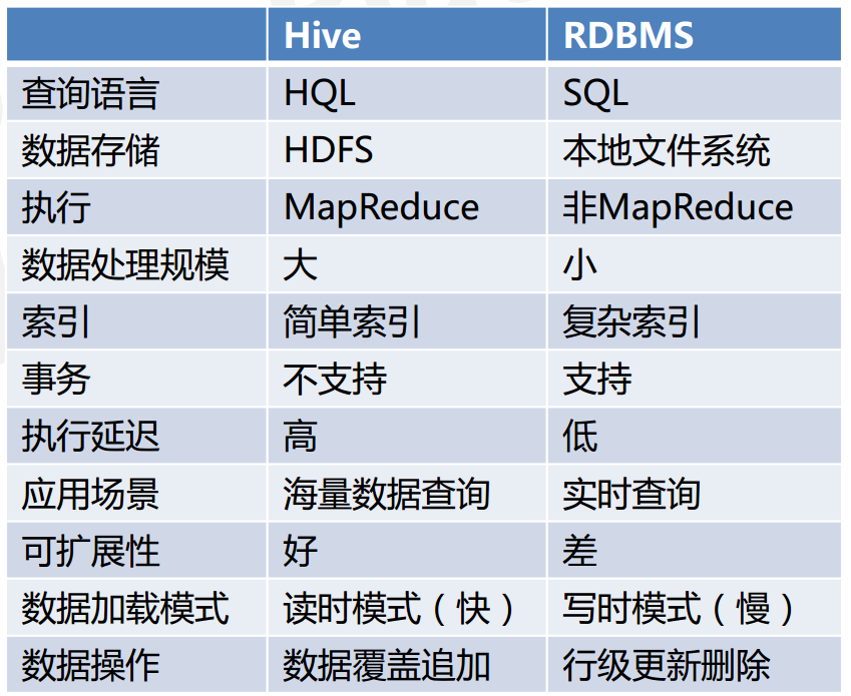 Hive RDBMS
查询语言 HQL SQL
数据存储 HDFS 本地文件系统
执行 MapReduce 非MapReduce
数据处理规模 大 小
索引 简单索引 复杂索引
事务 不支持 支持
执行延迟 高 低
应用场景 海量数据查询 实时查询
可扩展性 好 差
数据加载模式 读时模式（快） 写时模式（慢）
数据操作 数据覆盖追加 行级更新删除